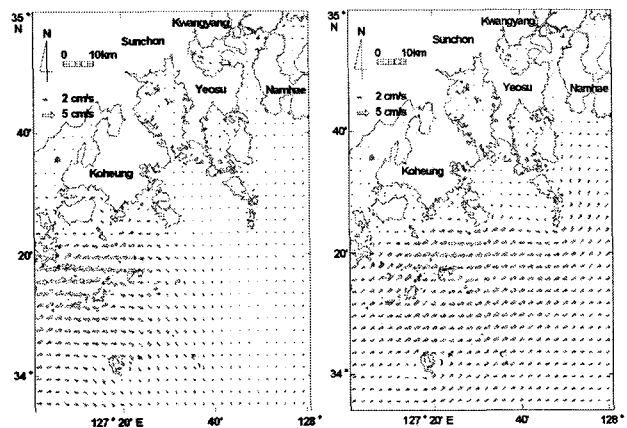 35°
N
N
Kwangyang
Sunchon
0 10km
Yeosu
Namhae
2 cm/s
5 cm/s
40'
Koheung
20'
34°
127° 20' E
40'
128°
35°
N
N
Kwangyang
Sunchon
0 10km
Yeosu
Namhae
2 cm/s
5 cm/s
40'
Koheung
20'
34°
127° 20' E
40'
128°